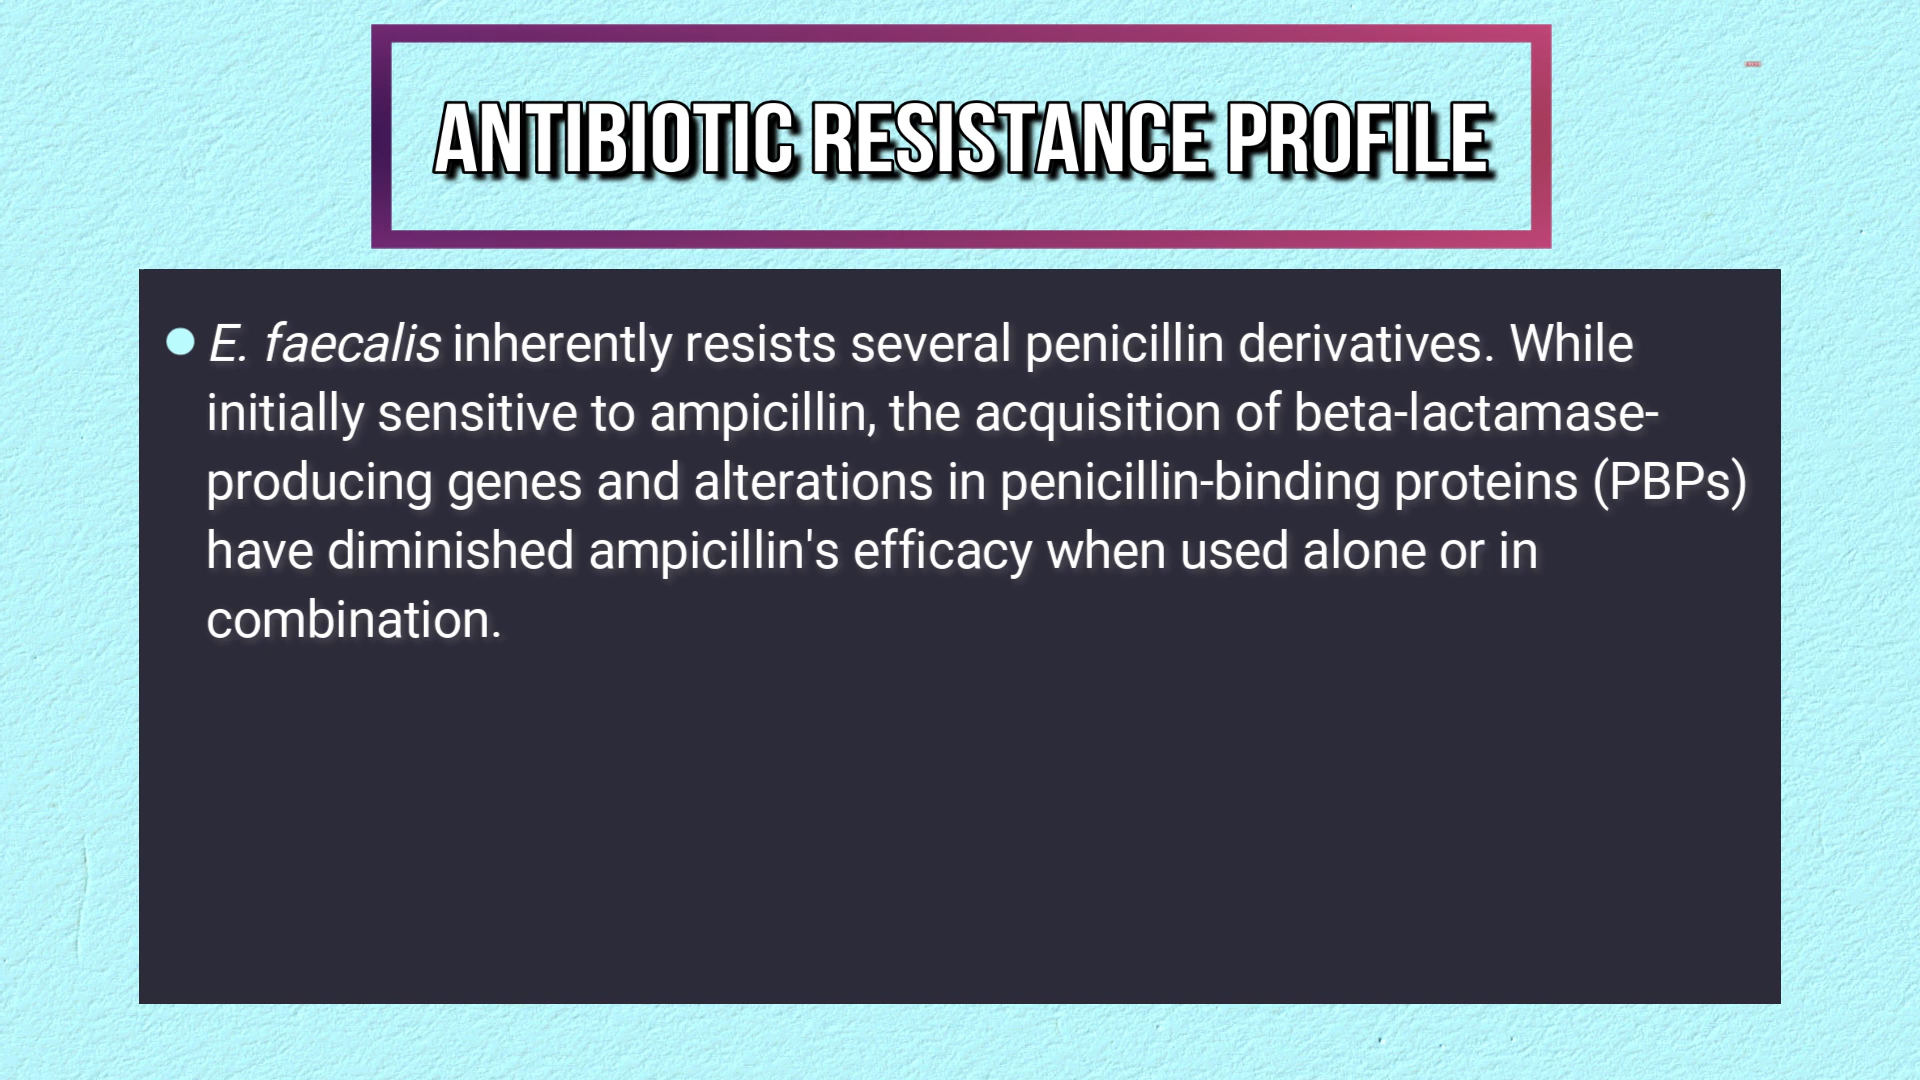 ANTIBIOTIC RESISTANCE PROFILE
E. faecalis inherently resists several penicillin derivatives. While
initially sensitive to ampicillin, the acquisition of beta-lactamase-
producing genes and alterations in penicillin-binding proteins (PBPs)
have diminished ampicillin's efficacy when used alone or in
combination.